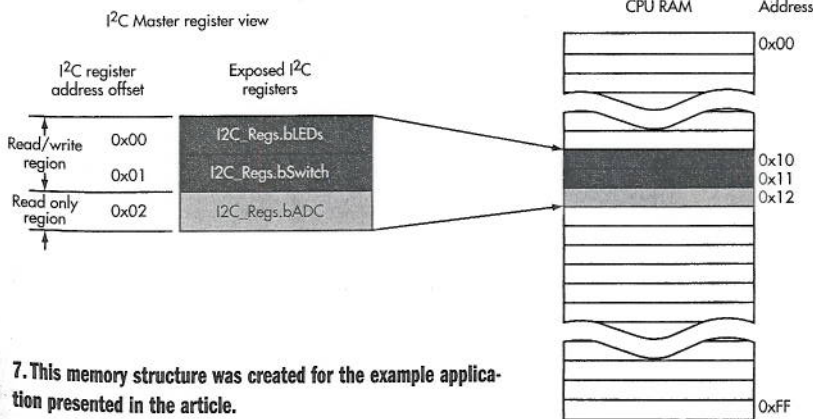 I²C Master register view
I²C register
address offset
Exposed I²C
registers
Read/write
region
0x00
I2C_Regs.bLEDs
0x01
I2C_Regs.bSwitch
Read only
region
0x02
I2C_Regs.bADC
CPU RAM
Address
0x00
0x10
0x11
0x12
0xFF
7. This memory structure was created for the example applica-
tion presented in the article.